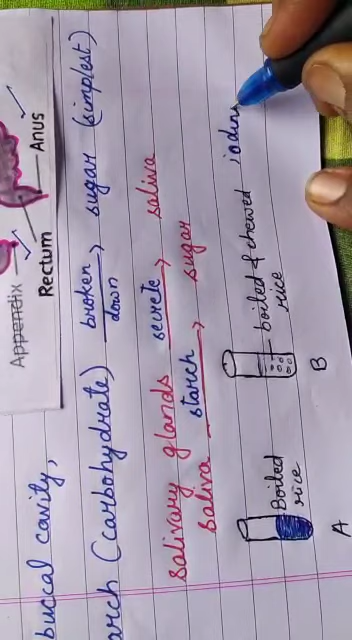 Appendix
Rectum
Anus
buccal cavity,
arch (carbohydrate) broken down → sugar (simplest)
salivary glands secrete → saliva
saliva starch → sugar
Boiled rice
boiled & chewed rice
iodin
A
B